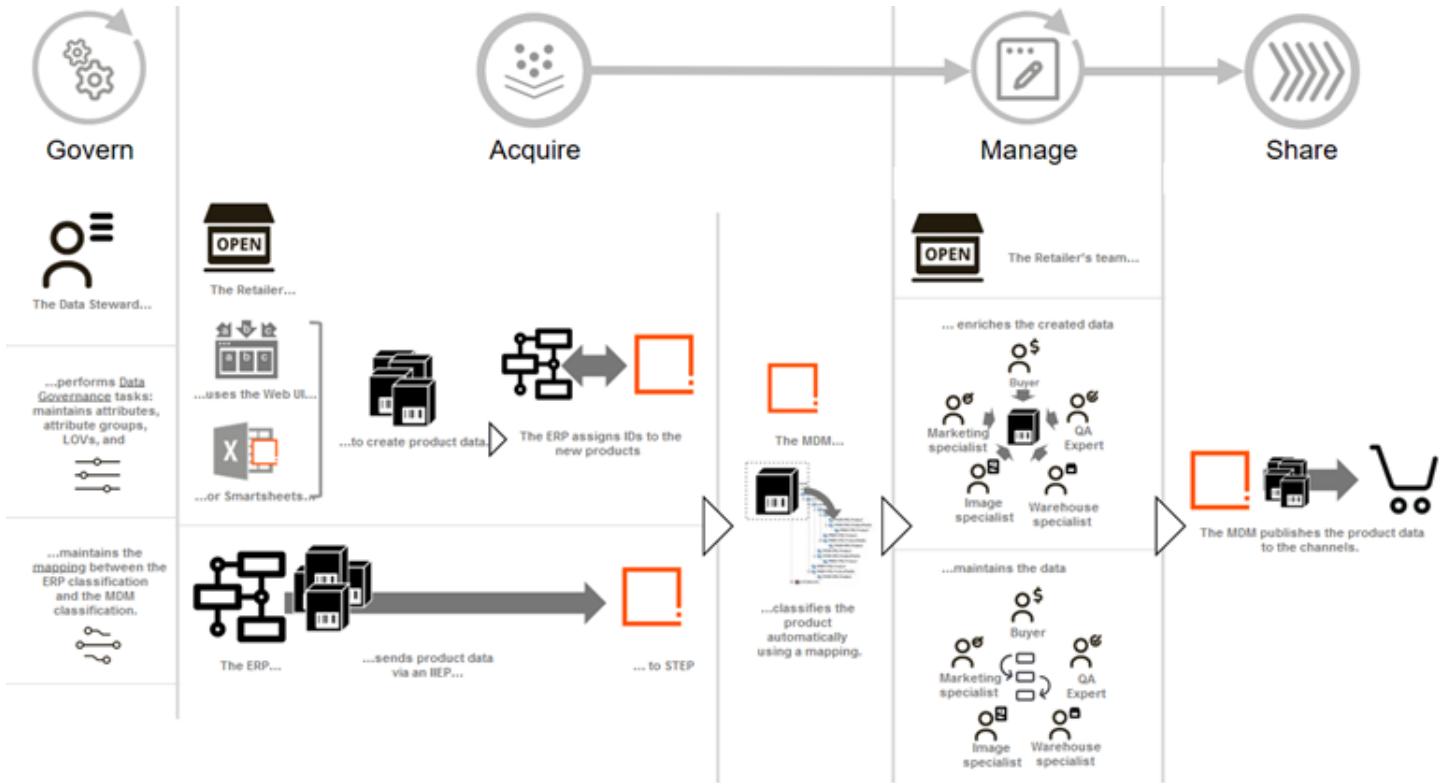 Govern
Acquire
Manage
Share
The Data Steward...
...performs Data
Governance tasks:
maintains attributes,
attribute groups,
LOVs, and
...maintains the
mapping between the
ERP classification
and the MDM
classification.
OPEN
The Retailer...
a b c
a b c
...uses the Web UI...
X
...or Smartsheets...
...to create product data.
The ERP assigns IDs to the
new products
The ERP...
...sends product data
via an IIEP...
... to STEP
The MDM...
...classifies the
product
automatically
using a mapping.
OPEN
The Retailer's team...
... enriches the created data
$
Buyer
Marketing
specialist
QA
Expert
Image
specialist
Warehouse
specialist
...maintains the data
$
Buyer
Marketing
specialist
QA
Expert
Image
specialist
Warehouse
specialist
The MDM publishes the product data
to the channels.